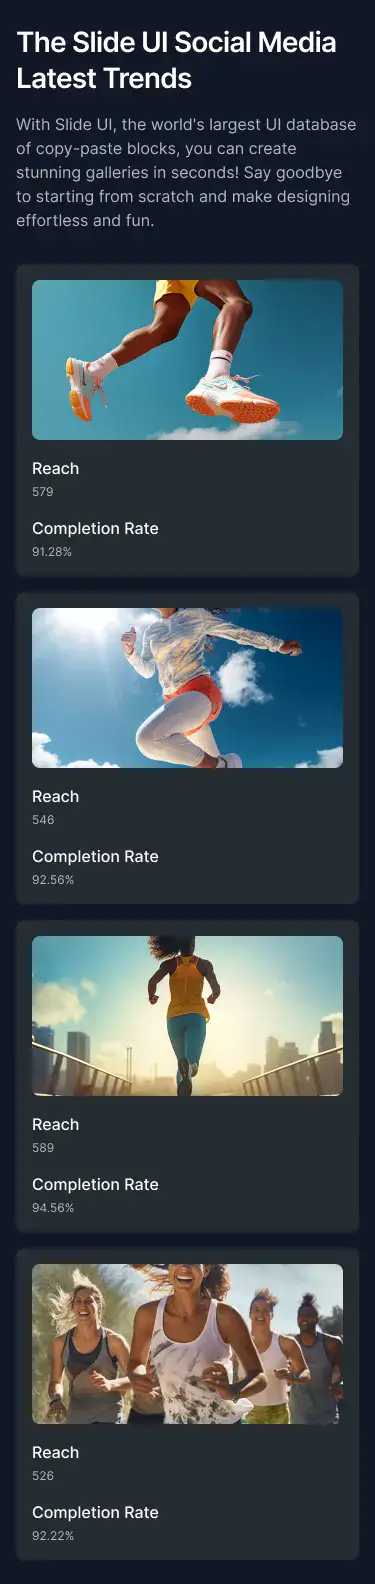 The Slide UI Social Media
Latest Trends
With Slide UI, the world's largest UI database
of copy-paste blocks, you can create
stunning galleries in seconds! Say goodbye
to starting from scratch and make designing
effortless and fun.
Reach
579
Completion Rate
91.28%
Reach
546
Completion Rate
92.56%
Reach
589
Completion Rate
94.56%
Reach
526
Completion Rate
92.22%